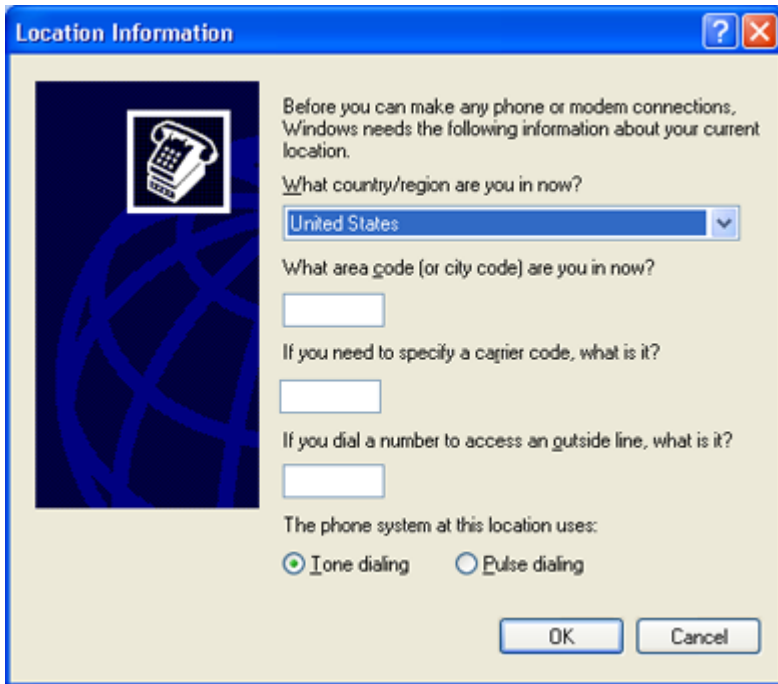 Location Information
Before you can make any phone or modem connections,
Windows needs the following information about your current
location.
What country/region are you in now?
United States
What area code (or city code) are you in now?
If you need to specify a carrier code, what is it?
If you dial a number to access an outside line, what is it?
The phone system at this location uses:
Tone dialing Pulse dialing
OK Cancel